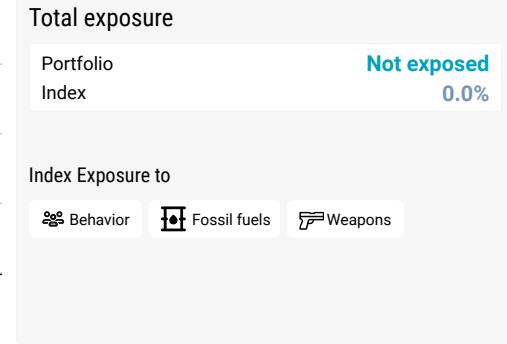 Total exposure
Portfolio Not exposed
Index 0.0%
Index Exposure to
Behavior Fossil fuels Weapons